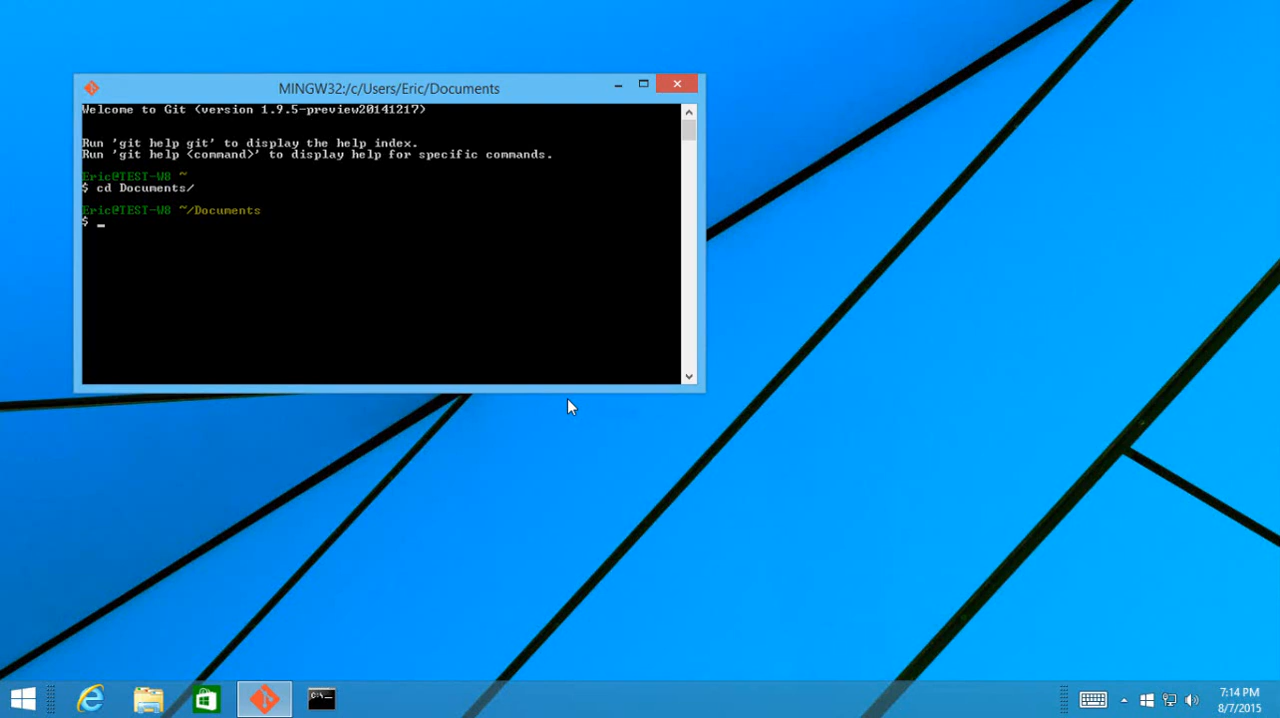 MINGW32:/c/Users/Eric/Documents
Welcome to Git (version 1.9.5-preview20141217)
Run 'git help git' to display the help index.
Run 'git help <command>' to display help for specific commands.
Eric@TEST-W8 ~
$ cd Documents/
Eric@TEST-W8 ~/Documents
$ _
C:\_
7:14 PM
8/7/2015